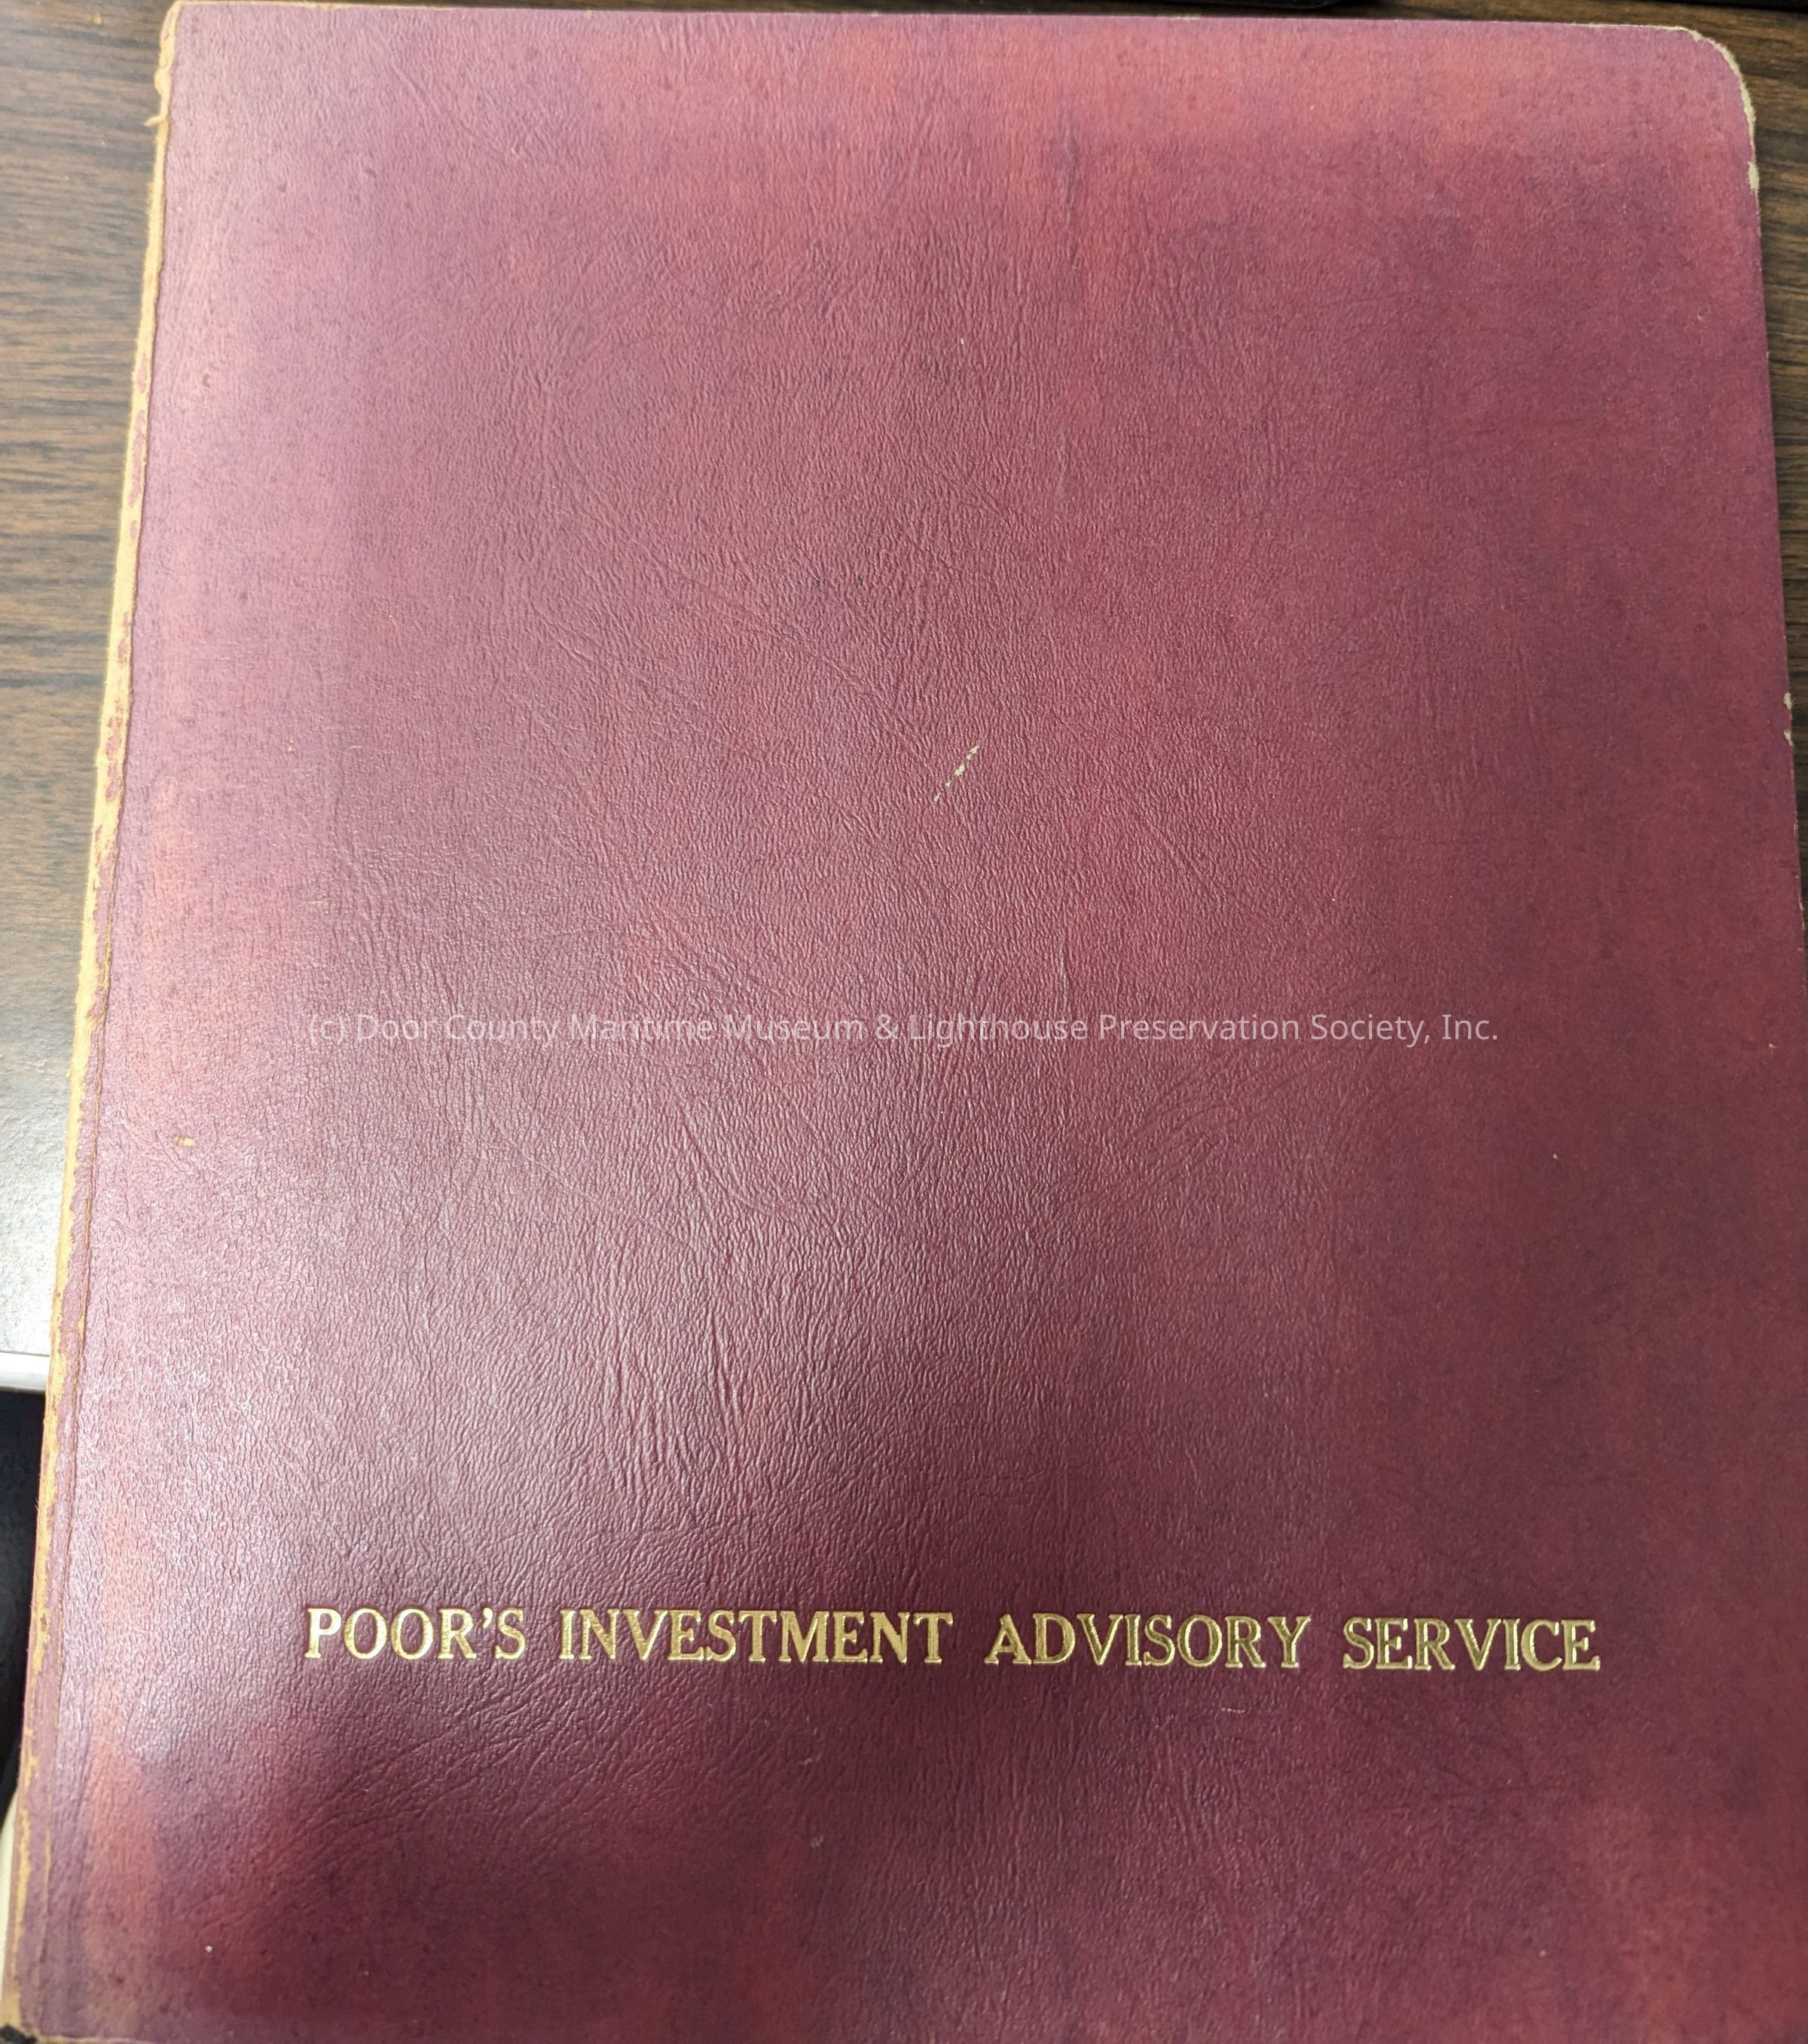 (c) Door County Maritime Museum & Lighthouse Preservation Society, Inc.
POOR'S INVESTMENT ADVISORY SERVICE